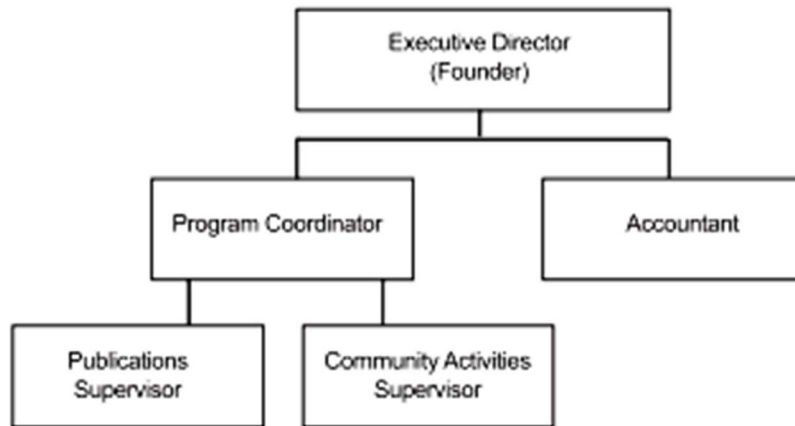 Executive Director
(Founder)
Program Coordinator
Accountant
Publications
Supervisor
Community Activities
Supervisor